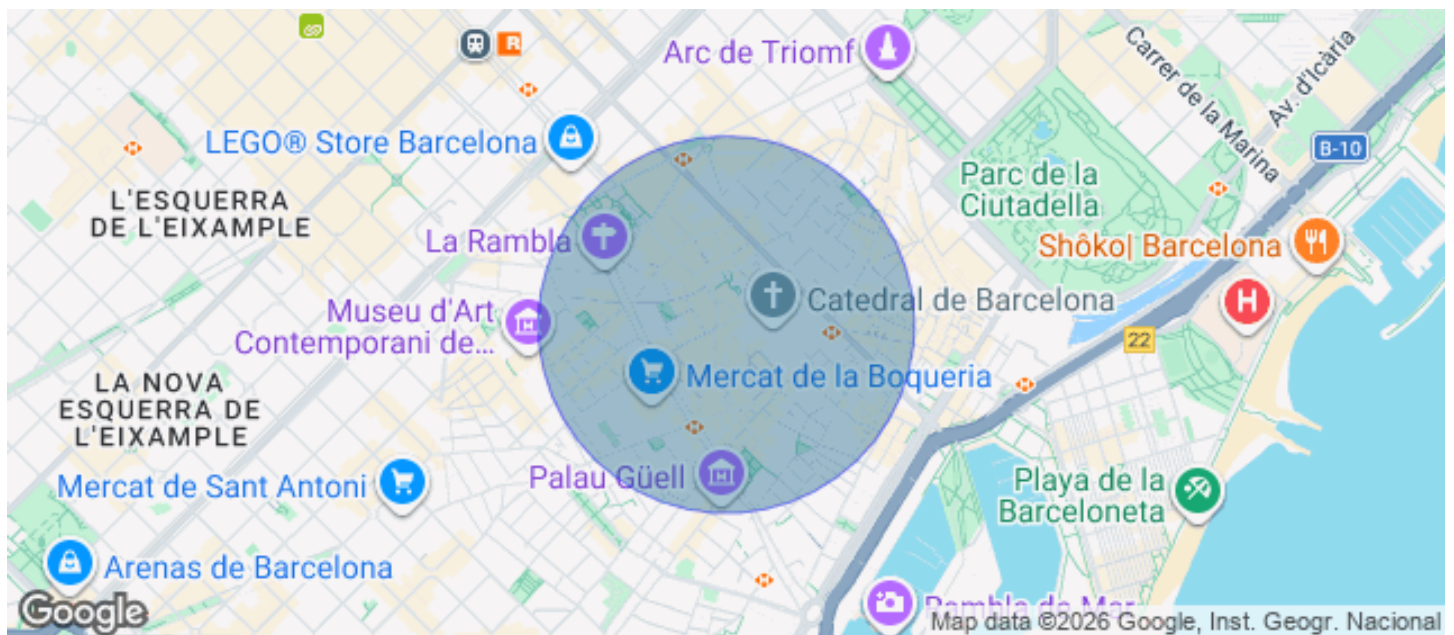 Arc de Triomf
Carrer de la Marina
Av. d'Icària
R
LEGO® Store Barcelona
B-10
L'ESQUERRA
DE L'EIXAMPLE
Parc de la
Ciutadella
La Rambla
Shôko| Barcelona
Catedral de Barcelona
H
Museu d'Art
Contemporani de...
22
Mercat de la Boqueria
LA NOVA
ESQUERRA DE
L'EIXAMPLE
Palau Güell
Mercat de Sant Antoni
Playa de la
Barceloneta
Arenas de Barcelona
Rambla de Mar
Google
Map data ©2026 Google, Inst. Geogr. Nacional